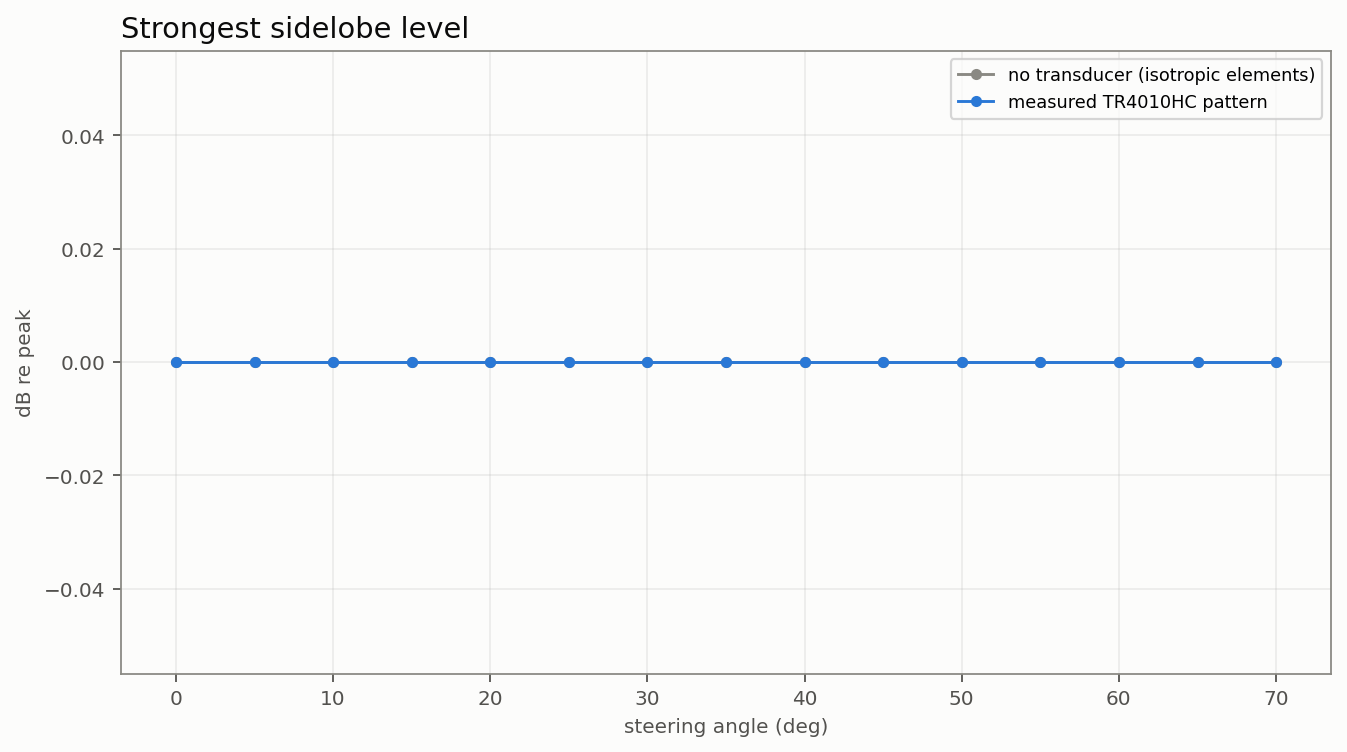 Strongest sidelobe level
no transducer (isotropic elements)
measured TR4010HC pattern
dB re peak
0.04
0.02
0.00
−0.02
−0.04
0 10 20 30 40 50 60 70
steering angle (deg)